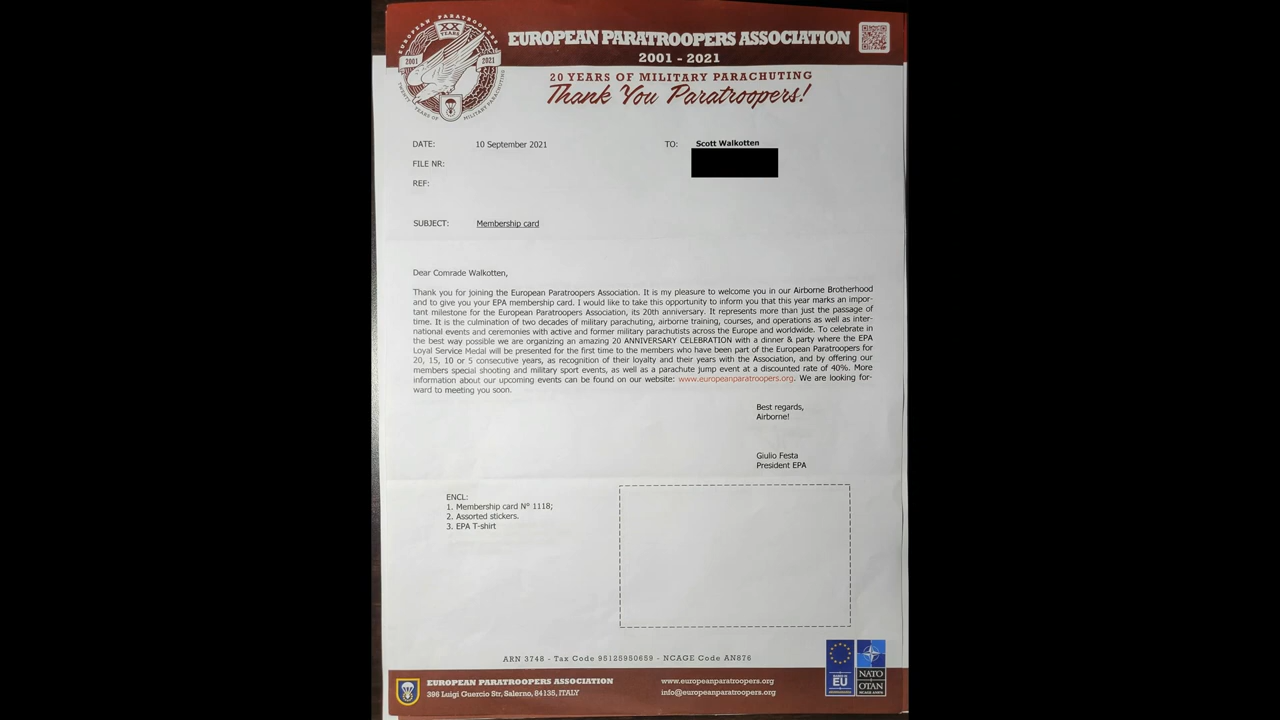 EUROPEAN PARATROOPERS
XX
YEARS
2001
2021
TWENTY YEARS OF MILITARY PARACHUTING
EUROPEAN PARATROOPERS ASSOCIATION
2001 - 2021
20 YEARS OF MILITARY PARACHUTING
Thank You Paratroopers!
DATE: 10 September 2021
TO: Scott Walkotten
FILE NR:
REF:
SUBJECT: Membership card
Dear Comrade Walkotten,
Thank you for joining the European Paratroopers Association. It is my pleasure to welcome you in our Airborne Brotherhood
and to give you your EPA membership card. I would like to take this opportunity to inform you that this year marks an impor-
tant milestone for the European Paratroopers Association, its 20th anniversary. It represents more than just the passage of
time. It is the culmination of two decades of military parachuting, airborne training, courses, and operations as well as inter-
national events and ceremonies with active and former military parachutists across the Europe and worldwide. To celebrate in
the best way possible we are organizing an amazing 20 ANNIVERSARY CELEBRATION with a dinner & party where the EPA
Loyal Service Medal will be presented for the first time to the members who have been part of the European Paratroopers for
20, 15, 10 or 5 consecutive years, as recognition of their loyalty and their years with the Association, and by offering our
members special shooting and military sport events, as well as a parachute jump event at a discounted rate of 40%. More
information about our upcoming events can be found on our website: www.europeanparatroopers.org. We are looking for-
ward to meeting you soon.
Best regards,
Airborne!
Giulio Festa
President EPA
ENCL:
1. Membership card N° 1118;
2. Assorted stickers.
3. EPA T-shirt
ARN 3748 - Tax Code 95125950659 - NCAGE Code AN876
EUROPEAN PARATROOPERS ASSOCIATION
386 Luigi Guercio Str, Salerno, 84135, ITALY
www.europeanparatroopers.org
info@europeanparatroopers.org
EU
NATO
OTAN